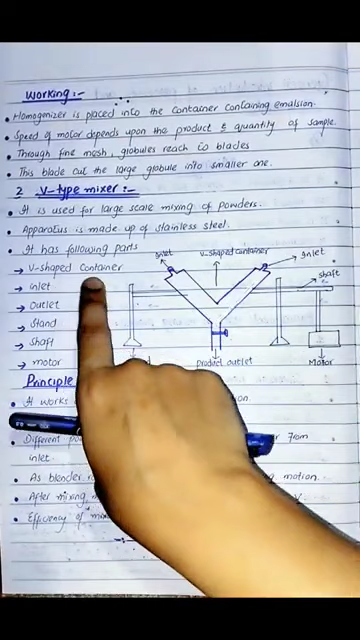 Working :-
• Homogenizer is placed into the container containing emulsion.
• Speed of motor depends upon the product & quantity of sample.
• Through fine mesh, globules reach to blades
• This blade cut the large globule into smaller one.
2 V-type mixer :-
• It is used for large scale mixing of powders.
• Apparatus is made up of stainless steel.
• It has following parts
→ V-shaped container
→ inlet
→ Outlet
→ Stand
→ Shaft
→ motor
Inlet
V-shaped container
Inlet
shaft
product outlet
Motor
Principle
• It works
• Different from
inlet.
• As blender motion.
• After mixing,
• Efficiency of